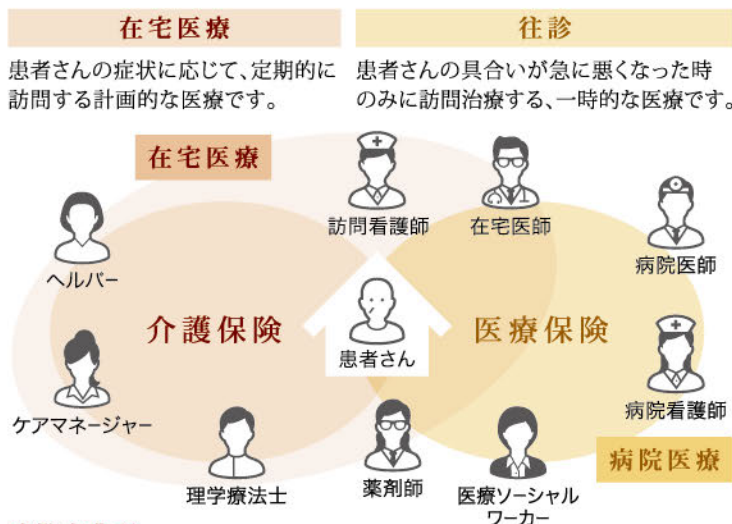 在宅医療
往診
患者さんの症状に応じて、定期的に
訪問する計画的な医療です。
患者さんの具合いが急に悪くなった時
のみに訪問治療する、一時的な医療です。
在宅医療
訪問看護師
在宅医師
病院医師
ヘルパー
介護保険
患者さん
医療保険
ケアマネージャー
病院看護師
理学療法士
薬剤師
医療ソーシャル
ワーカー
病院医療